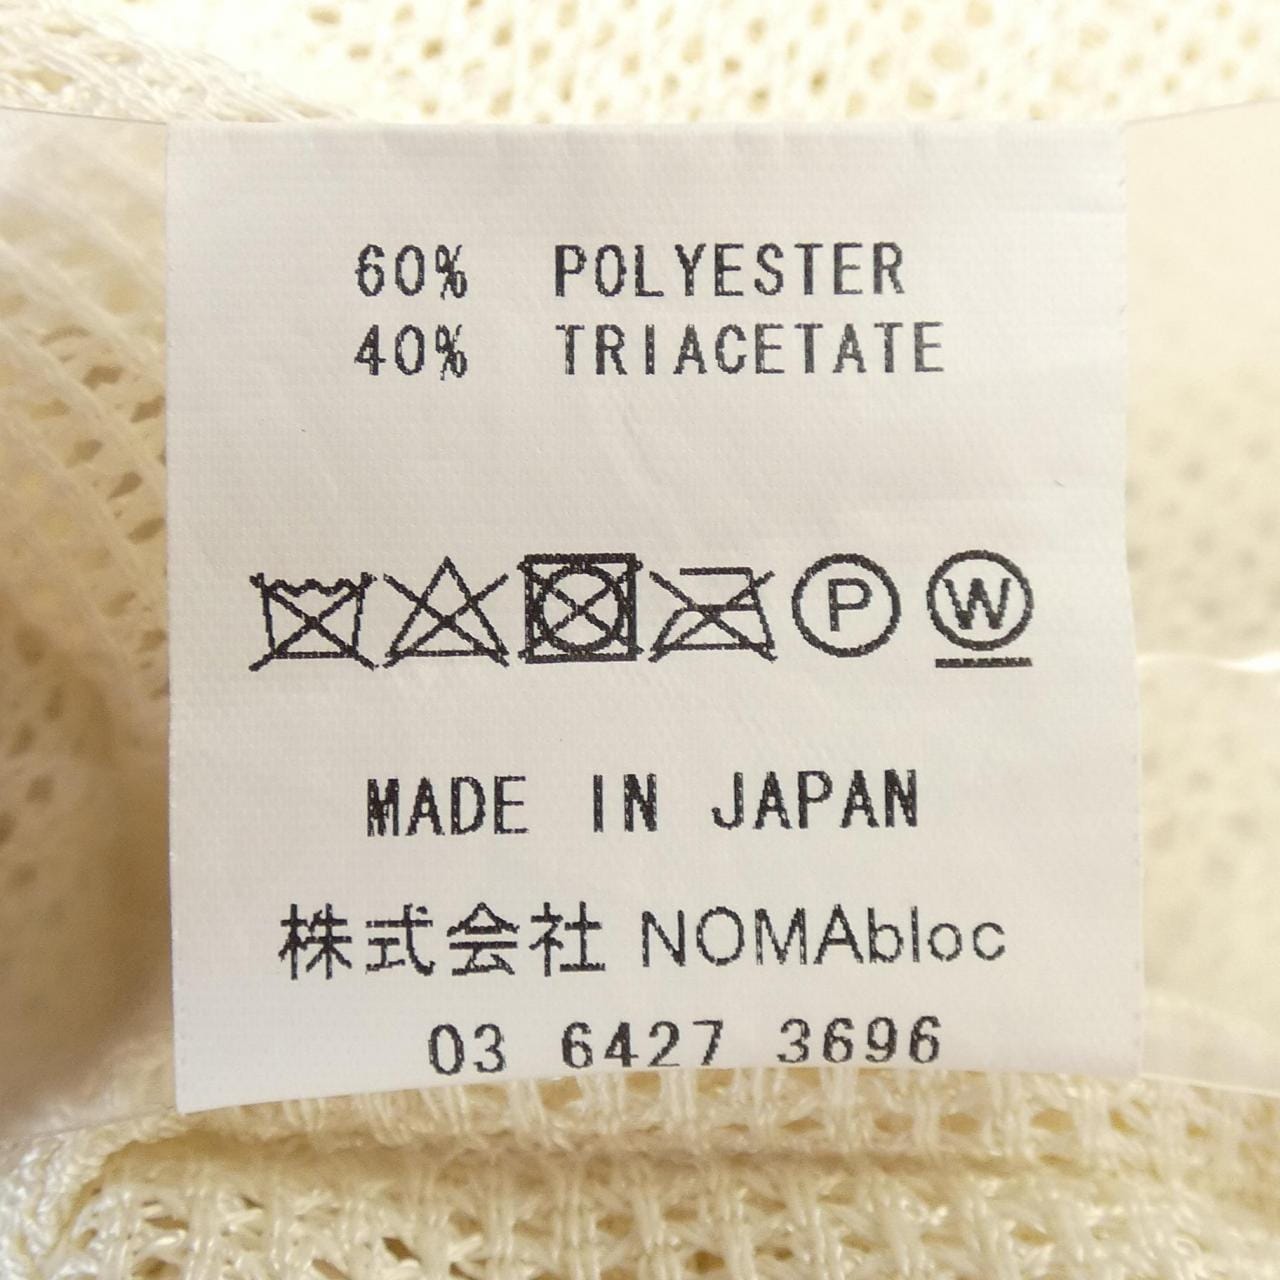 60% POLYESTER
40% TRIACETATE
P W
MADE IN JAPAN
株式会社 NOMAbloc
03 6427 3696